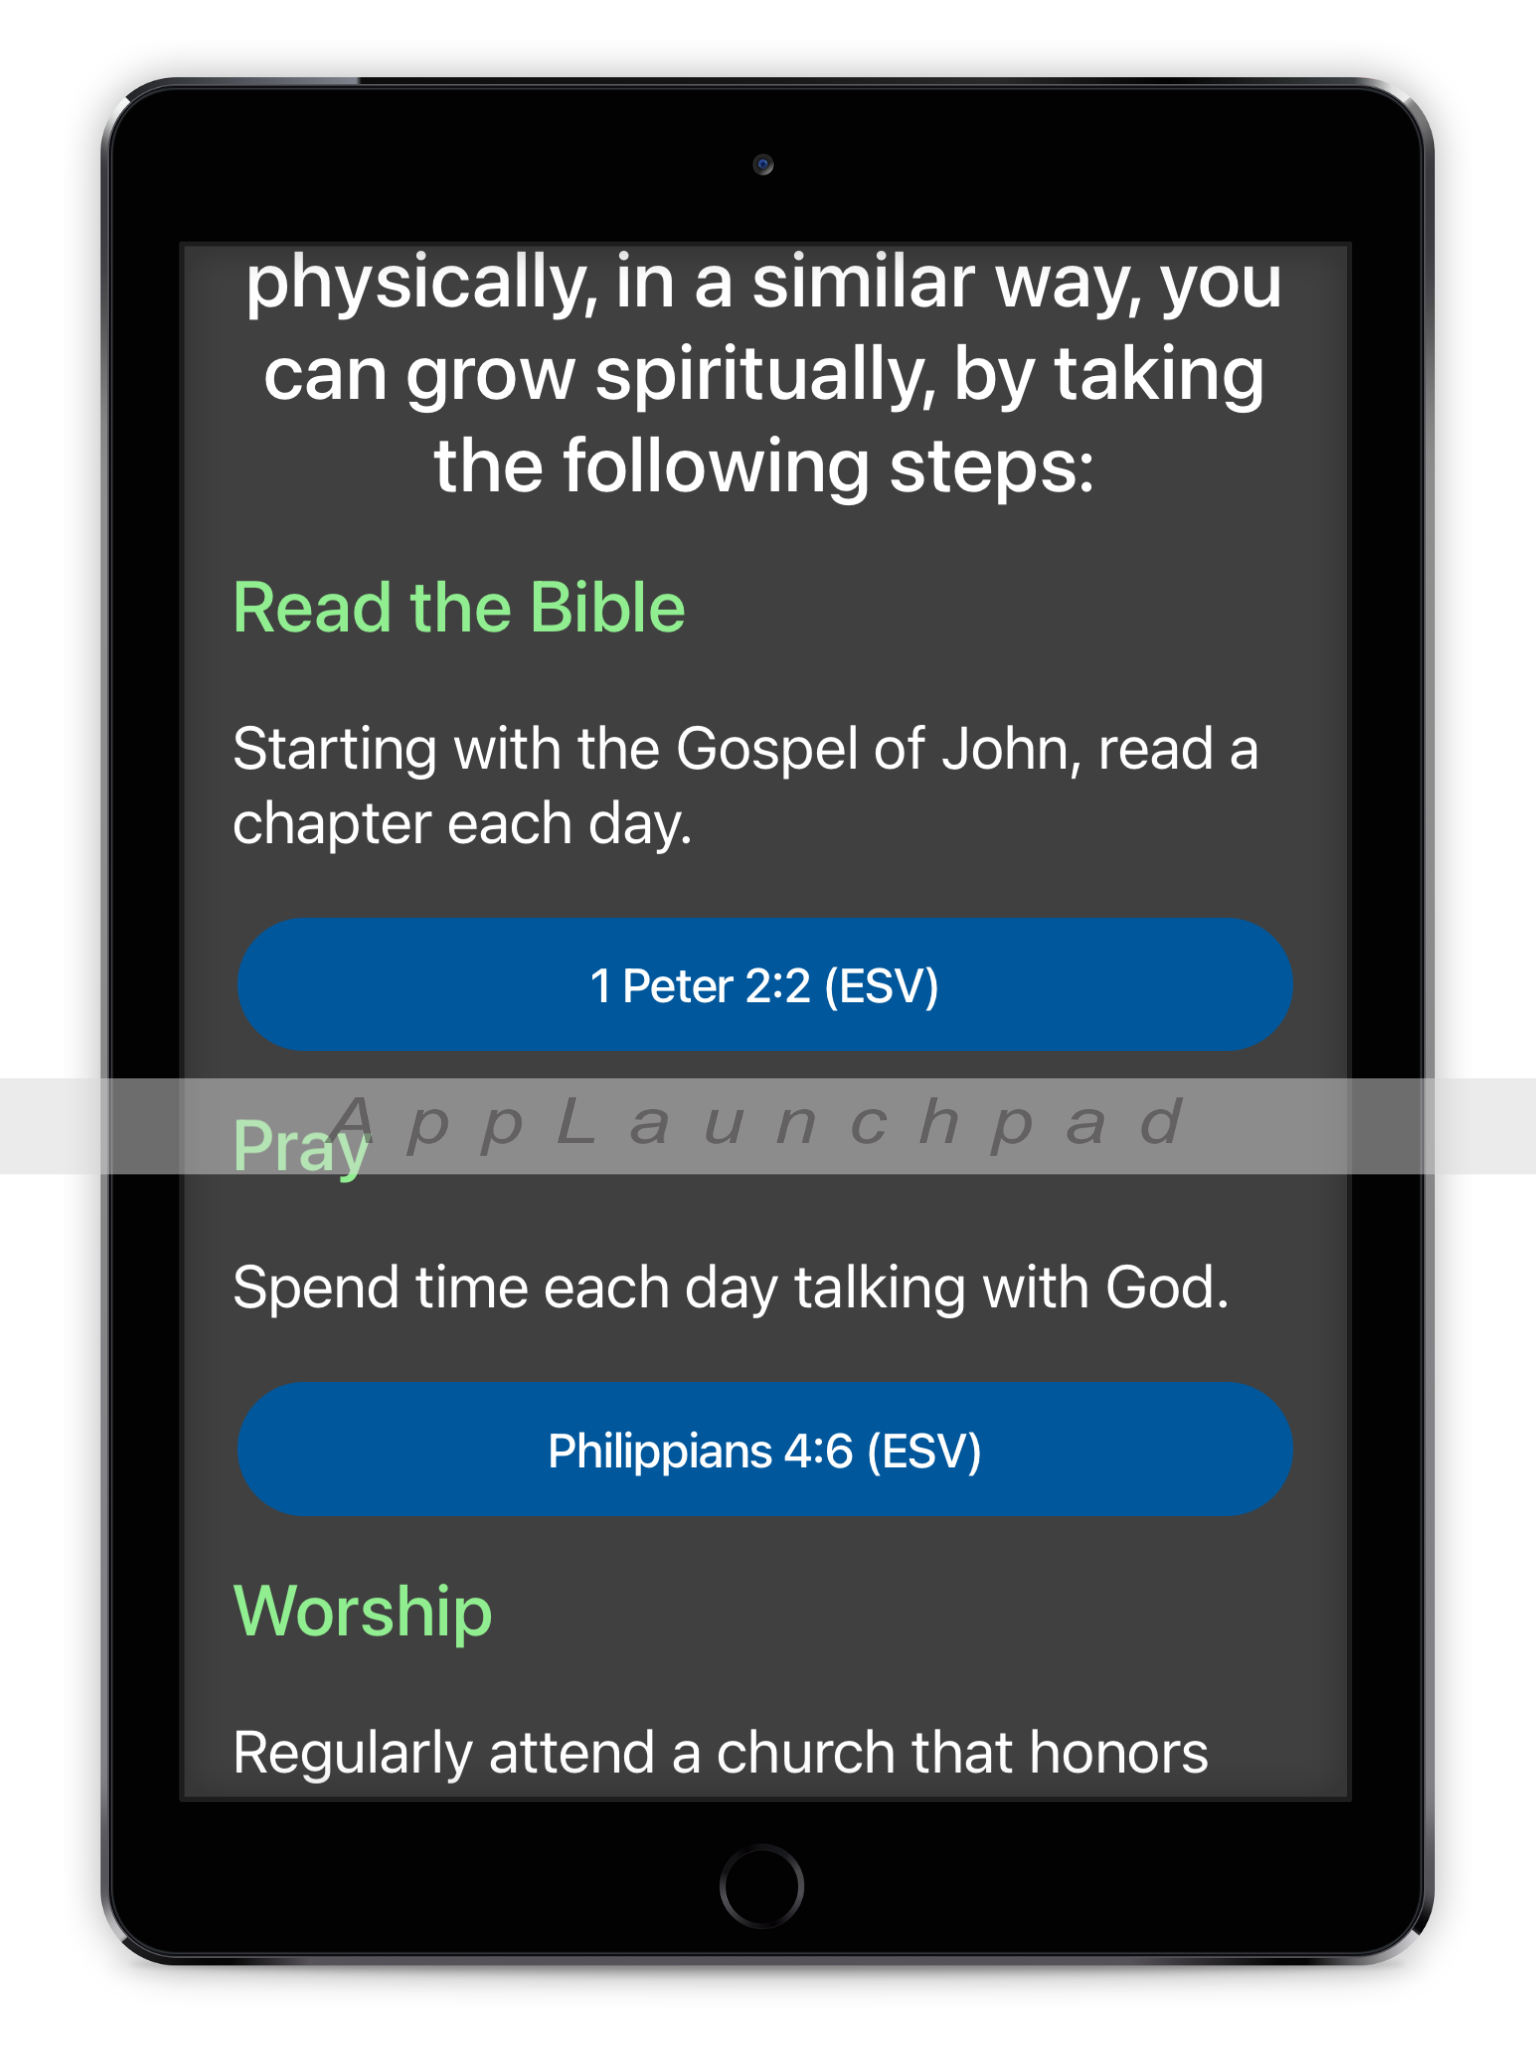 physically, in a similar way, you
can grow spiritually, by taking
the following steps:
Read the Bible
Starting with the Gospel of John, read a
chapter each day.
1 Peter 2:2 (ESV)
AppLaunchpad
Pray
Spend time each day talking with God.
Philippians 4:6 (ESV)
Worship
Regularly attend a church that honors